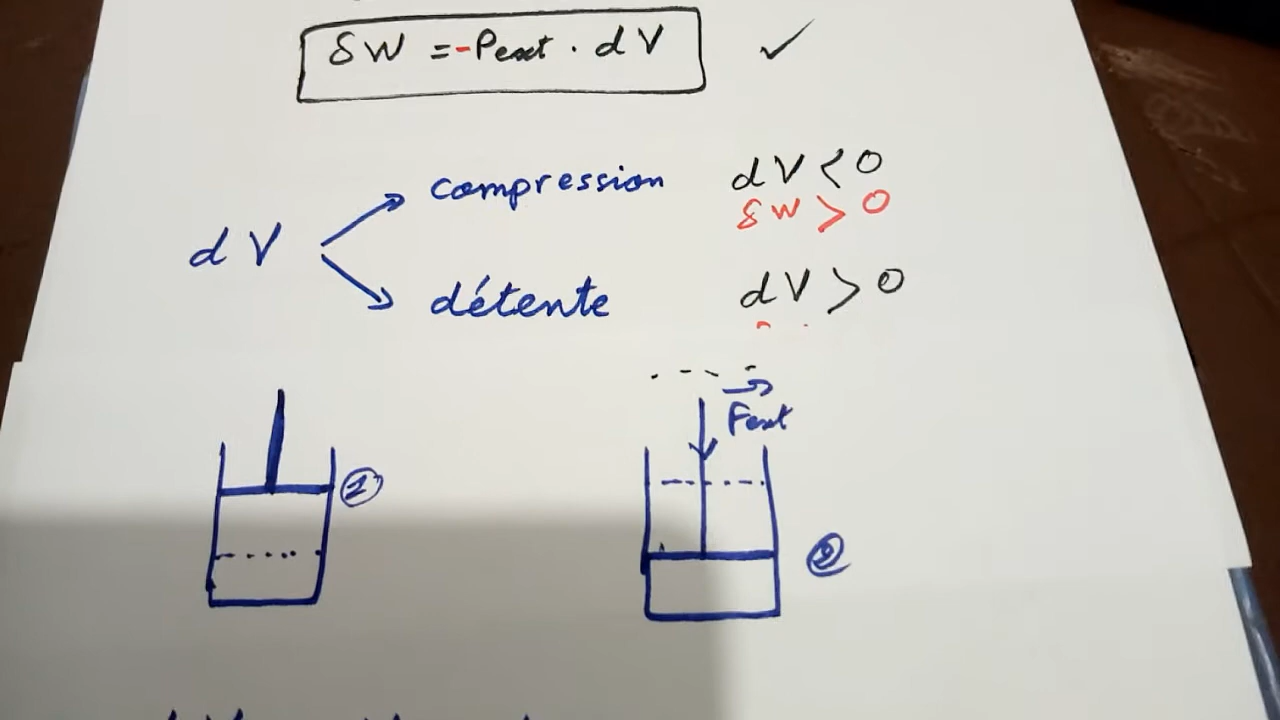 δW = -Pext . dV ✓
compression dV < 0
δW > 0
dV
détente dV > 0
Fext
1
2